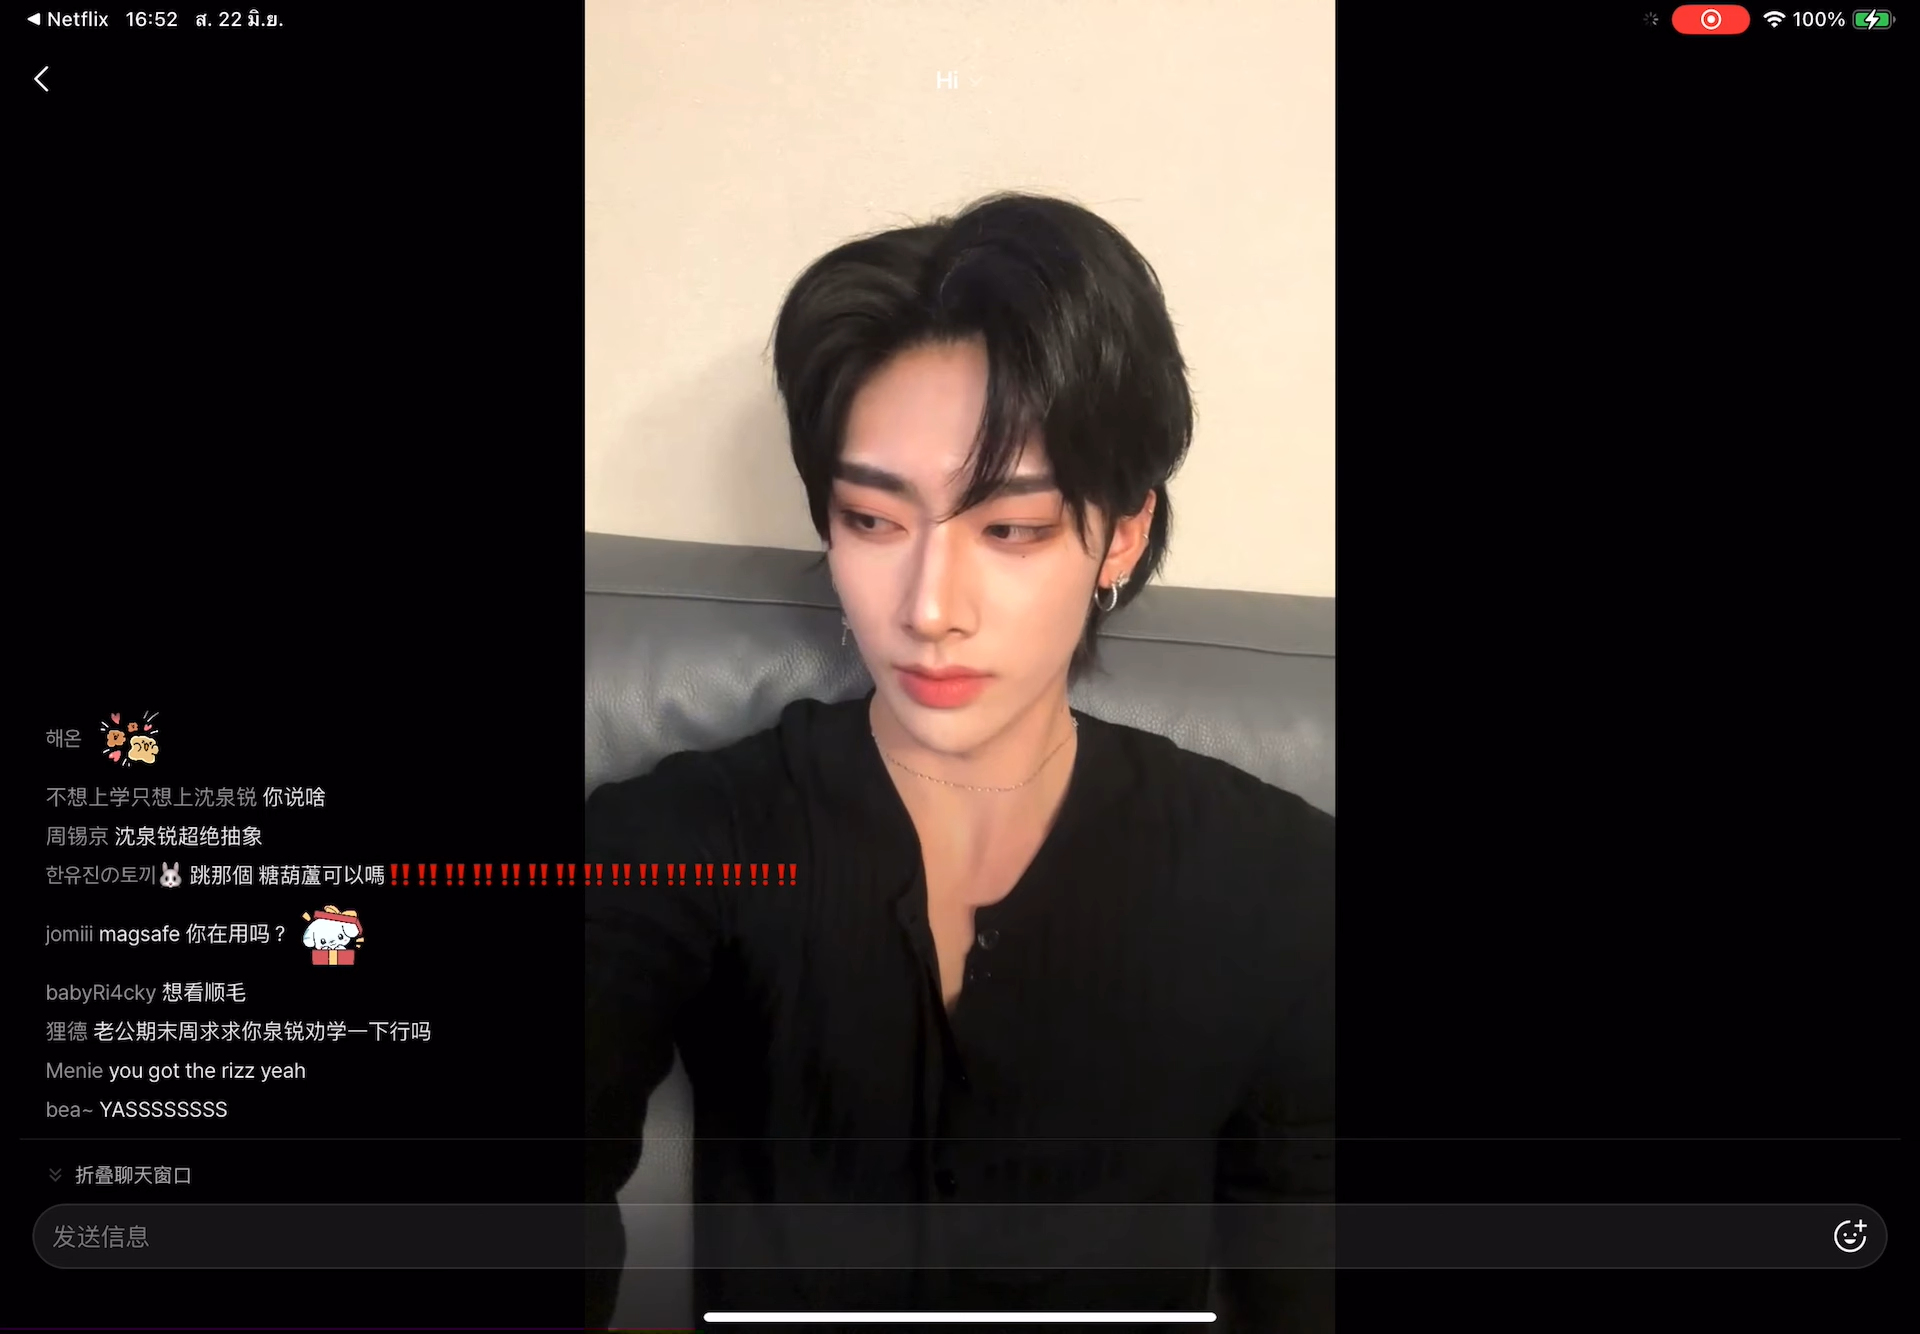 ◀ Netflix 16:52 ส. 22 มิ.ย. 100%
Hi
해온
不想上学只想上沈泉锐 你说啥
周锡京 沈泉锐超绝抽象
한유진の토끼🐰 跳那個 糖葫蘆可以嗎‼️‼️‼️‼️‼️‼️‼️‼️‼️‼️‼️‼️‼️‼️‼️
jomiii magsafe 你在用吗？
babyRi4cky 想看顺毛
狸德 老公期末周求求你泉锐劝学一下行吗
Menie you got the rizz yeah
bea~ YASSSSSSSS
折叠聊天窗口
发送信息